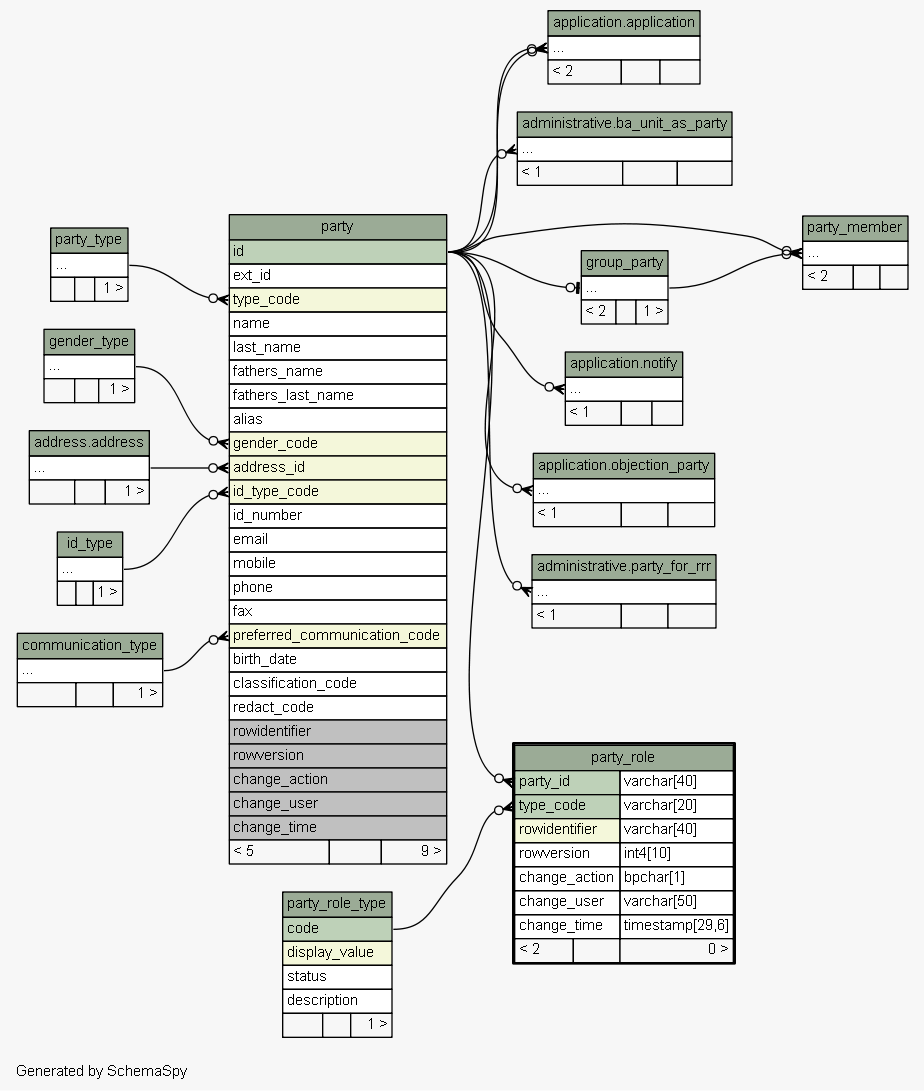 application.application
...
< 2
administrative.ba_unit_as_party
...
< 1
party_member
...
< 2
group_party
...
< 2 1 >
application.notify
...
< 1
application.objection_party
...
< 1
administrative.party_for_rrr
...
< 1
party_type
...
1 >
gender_type
...
1 >
address.address
...
1 >
id_type
...
1 >
communication_type
...
1 >
party
id
ext_id
type_code
name
last_name
fathers_name
fathers_last_name
alias
gender_code
address_id
id_type_code
id_number
email
mobile
phone
fax
preferred_communication_code
birth_date
classification_code
redact_code
rowidentifier
rowversion
change_action
change_user
change_time
< 5 9 >
party_role
party_id varchar[40]
type_code varchar[20]
rowidentifier varchar[40]
rowversion int4[10]
change_action bpchar[1]
change_user varchar[50]
change_time timestamp[29,6]
< 2 0 >
party_role_type
code
display_value
status
description
1 >
Generated by SchemaSpy